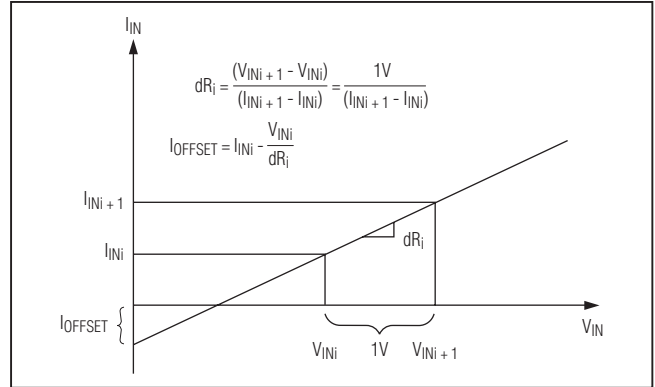 I_IN
dR_i = (V_INi + 1 - V_INi) / (I_INi + 1 - I_INi) = 1V / (I_INi + 1 - I_INi)
I_OFFSET = I_INi - V_INi / dR_i
I_INi + 1
I_INi
dR_i
I_OFFSET
V_IN
V_INi 1V V_INi + 1